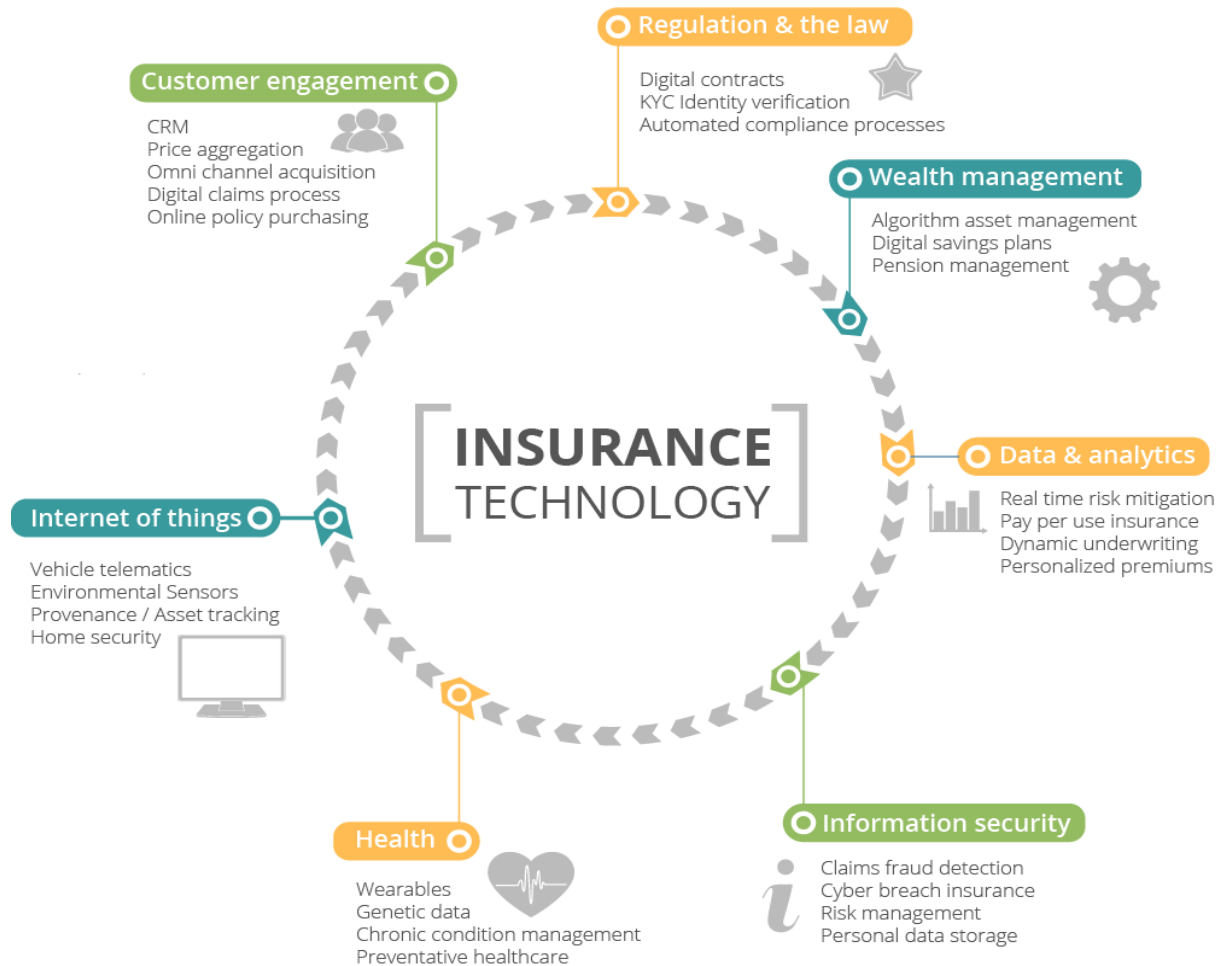 Regulation & the law
Digital contracts
KYC Identity verification
Automated compliance processes
Customer engagement
CRM
Price aggregation
Omni channel acquisition
Digital claims process
Online policy purchasing
Wealth management
Algorithm asset management
Digital savings plans
Pension management
INSURANCE
TECHNOLOGY
Data & analytics
Real time risk mitigation
Pay per use insurance
Dynamic underwriting
Personalized premiums
Internet of things
Vehicle telematics
Environmental Sensors
Provenance / Asset tracking
Home security
Information security
Claims fraud detection
Cyber breach insurance
Risk management
Personal data storage
Health
Wearables
Genetic data
Chronic condition management
Preventative healthcare